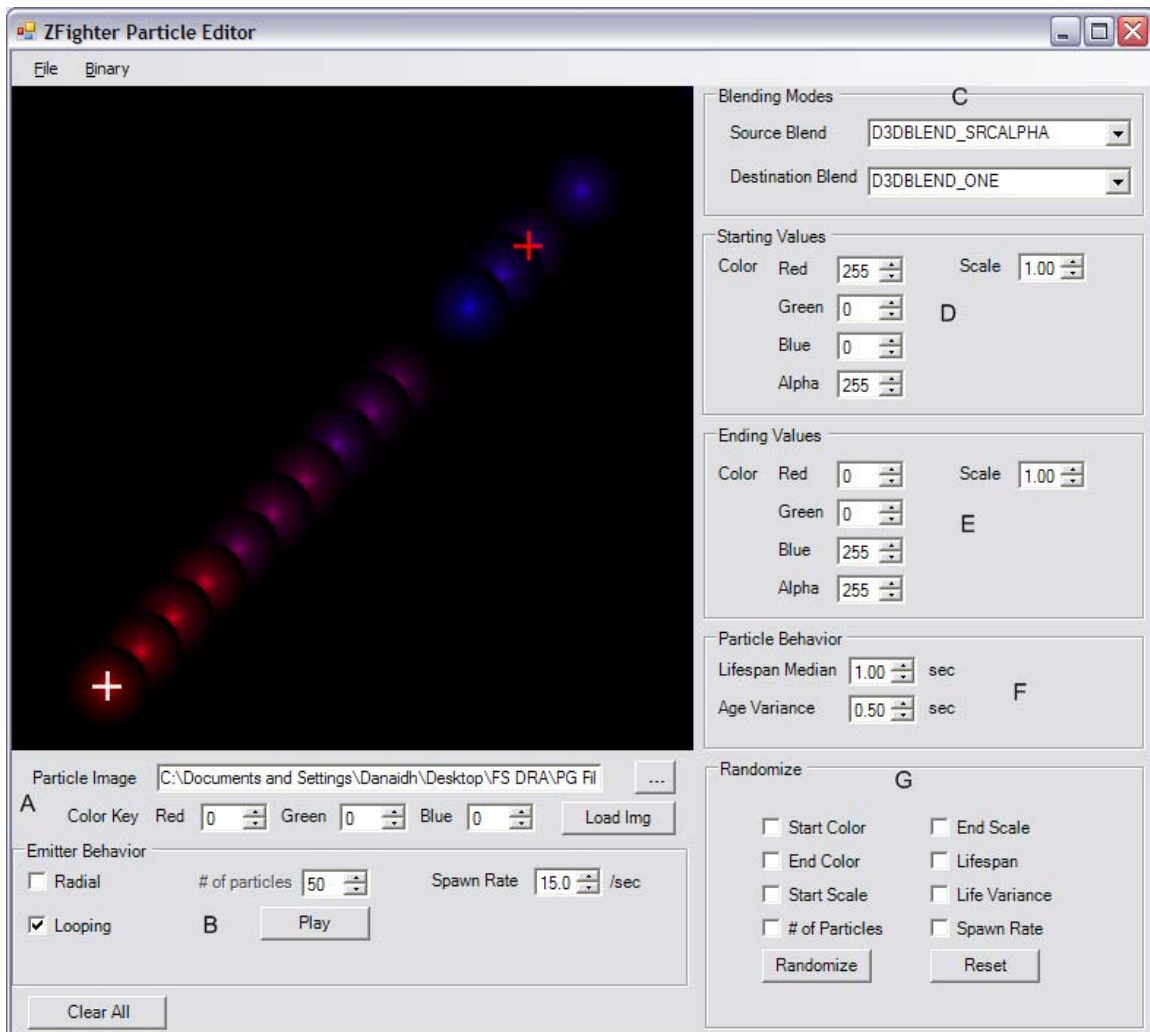 ZFighter Particle Editor
File Binary
Blending Modes C
Source Blend D3DBLEND_SRCALPHA
Destination Blend D3DBLEND_ONE
Starting Values
Color Red 255 Scale 1.00
Green 0 D
Blue 0
Alpha 255
Ending Values
Color Red 0 Scale 1.00
Green 0 E
Blue 255
Alpha 255
Particle Behavior
Lifespan Median 1.00 sec F
Age Variance 0.50 sec
Particle Image C:\Documents and Settings\Danaidh\Desktop\FS DRA\PG Fil ...
A Color Key Red 0 Green 0 Blue 0 Load Img
Emitter Behavior
Radial # of particles 50 Spawn Rate 15.0 /sec
Looping B Play
Clear All
Randomize G
Start Color End Scale
End Color Lifespan
Start Scale Life Variance
# of Particles Spawn Rate
Randomize Reset